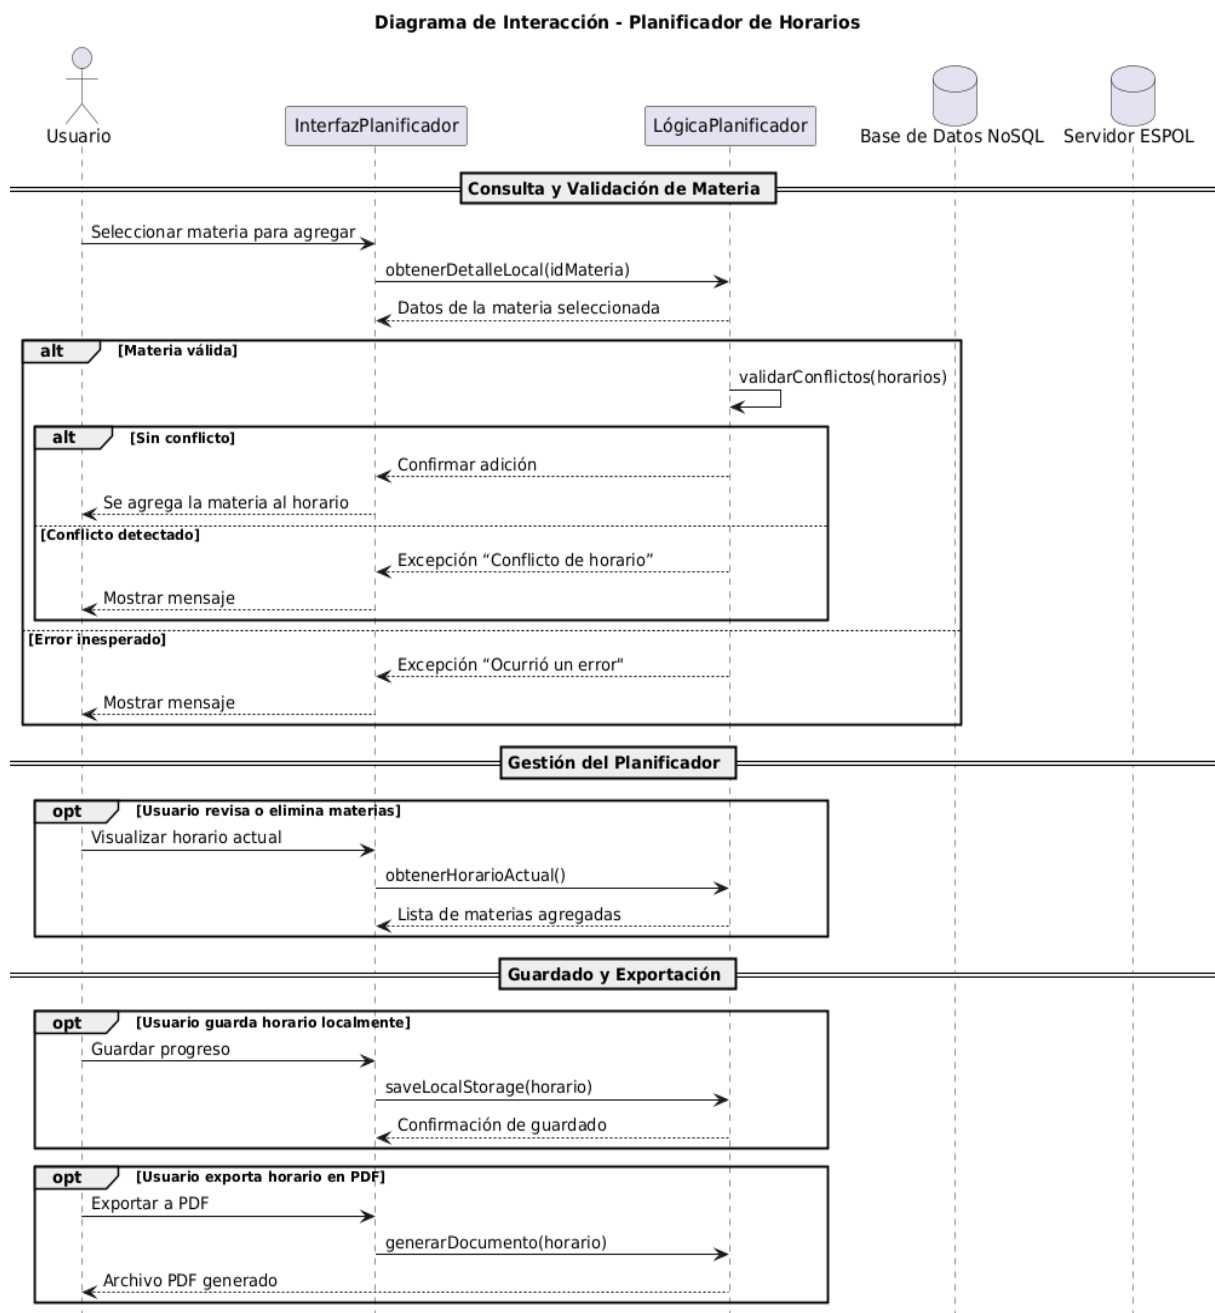 Diagrama de Interacción - Planificador de Horarios
Usuario
InterfazPlanificador
LógicaPlanificador
Base de Datos NoSQL
Servidor ESPOL
Consulta y Validación de Materia
Seleccionar materia para agregar
obtenerDetalleLocal(idMateria)
Datos de la materia seleccionada
alt
[Materia válida]
validarConflictos(horarios)
alt
[Sin conflicto]
Confirmar adición
Se agrega la materia al horario
[Conflicto detectado]
Excepción “Conflicto de horario”
Mostrar mensaje
[Error inesperado]
Excepción “Ocurrió un error"
Mostrar mensaje
Gestión del Planificador
opt
[Usuario revisa o elimina materias]
Visualizar horario actual
obtenerHorarioActual()
Lista de materias agregadas
Guardado y Exportación
opt
[Usuario guarda horario localmente]
Guardar progreso
saveLocalStorage(horario)
Confirmación de guardado
opt
[Usuario exporta horario en PDF]
Exportar a PDF
generarDocumento(horario)
Archivo PDF generado